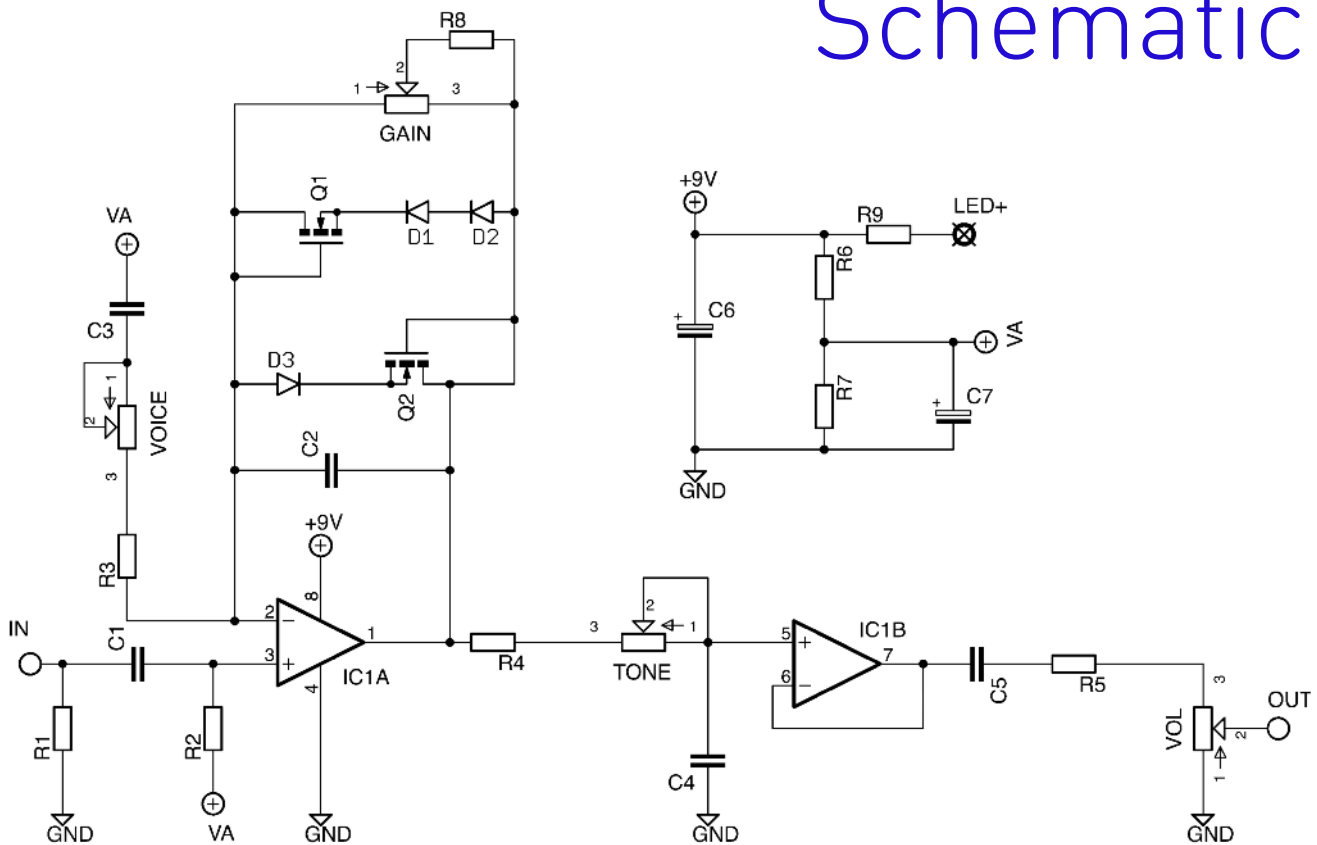 Schematic
R8
2
1
3
GAIN
Q1
+9V
LED+
VA
R9
D1
D2
R6
C3
C6
+
VA
D3
1
R7
C7
+
2
VOICE
Q2
C2
3
GND
+9V
R3
8
2
-
1
2
3
1
5
+
IC1B
7
IN
C1
3
+
IC1A
R4
TONE
6
-
C5
R5
3
4
OUT
R1
R2
VOL
2
C4
1
GND
VA
GND
GND
GND